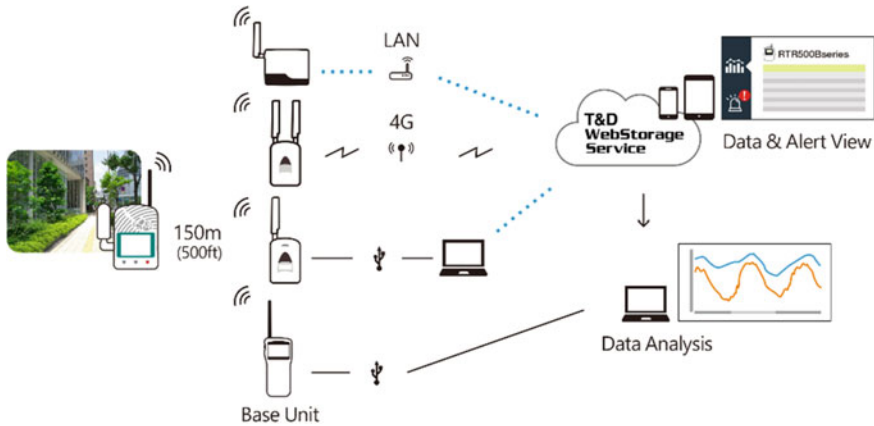 LAN
4G
150m
(500ft)
Base Unit
T&D
WebStorage
Service
RTR500Bseries
Data & Alert View
Data Analysis